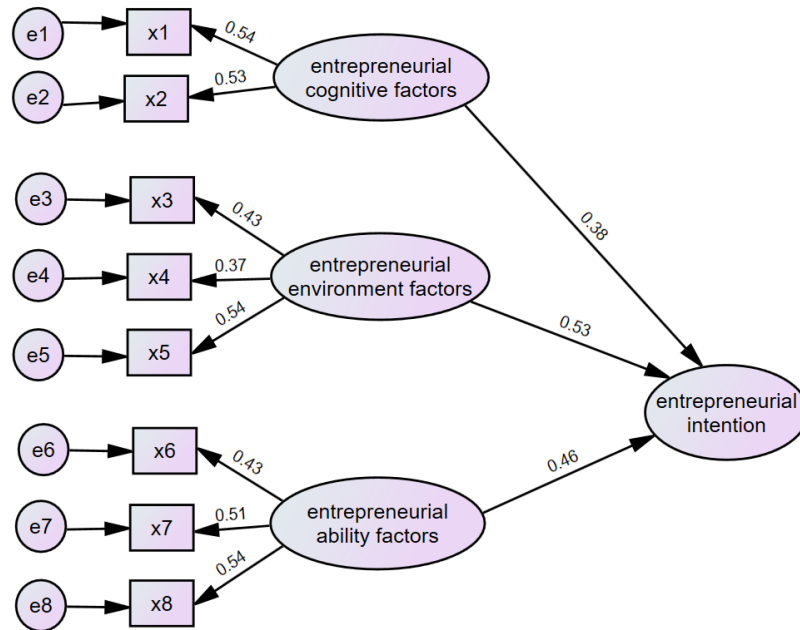 e1
x1
0.54
entrepreneurial
cognitive factors
e2
x2
0.53
0.38
e3
x3
0.43
entrepreneurial
environment factors
e4
x4
0.37
0.53
e5
x5
0.54
entrepreneurial
intention
e6
x6
0.43
0.46
e7
x7
0.51
entrepreneurial
ability factors
e8
x8
0.54